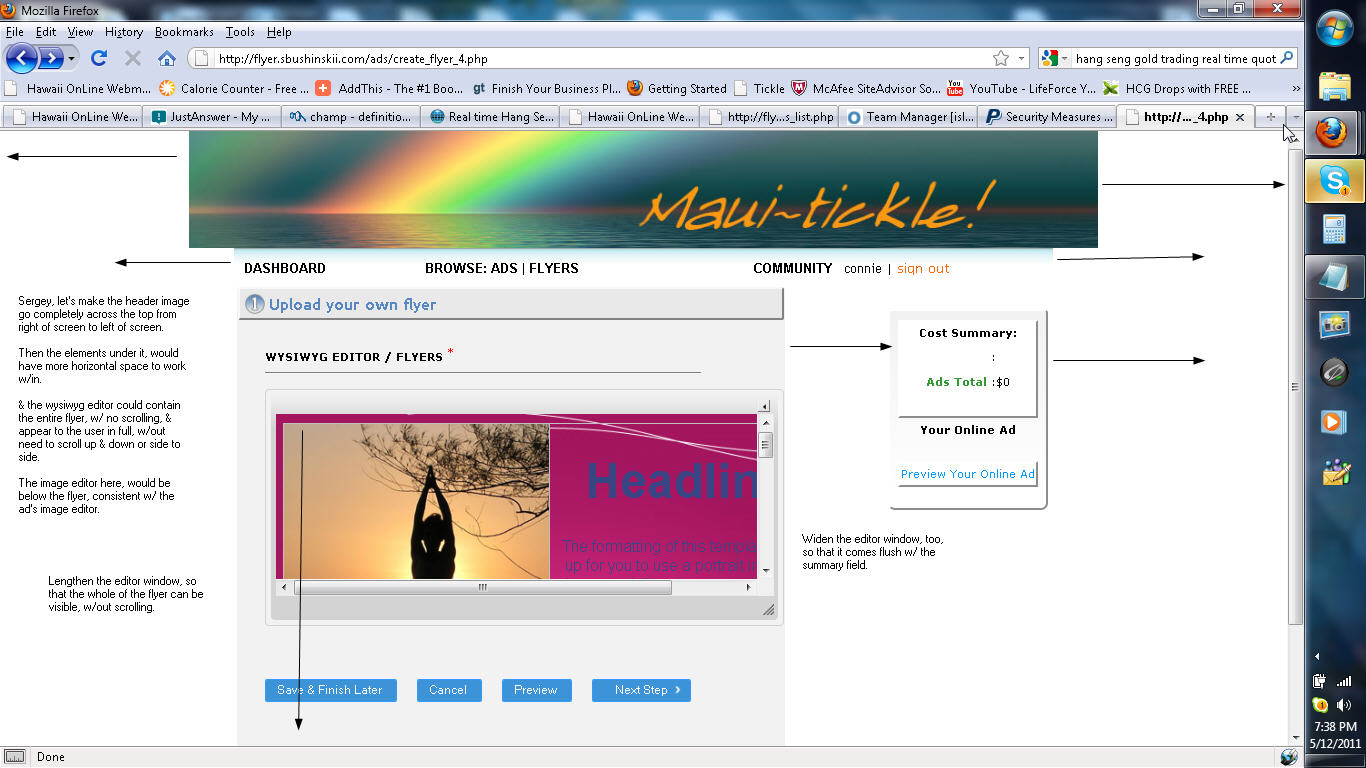 Mozilla Firefox
File Edit View History Bookmarks Tools Help
http://flyer.sbushinskii.com/ads/create_flyer_4.php
hang seng gold trading real time quot
Hawaii OnLine Webm... Calorie Counter - Free ... AddThis - The #1 Boo... gt Finish Your Business Pl... Getting Started Tickle McAfee SiteAdvisor So... YouTube - LifeForce Y... HCG Drops with FREE ... »
Hawaii OnLine We... JustAnswer - My ... champ - definitio... Real time Hang Se... Hawaii OnLine We... http://fly...s_list.php Team Manager [isl... Security Measures ... http://..._4.php
Maui~tickle!
DASHBOARD BROWSE: ADS | FLYERS COMMUNITY connie | sign out
Sergey, let's make the header image
go completely across the top from
right of screen to left of screen.
Then the elements under it, would
have more horizontal space to work
w/in.
& the wysiwyg editor could contain
the entire flyer, w/ no scrolling, &
appear to the user in full, w/out
need to scroll up & down or side to
side.
The image editor here, would be
below the flyer, consistent w/ the
ad's image editor.
Lengthen the editor window, so
that the whole of the flyer can be
visible, w/out scrolling.
1 Upload your own flyer
WYSIWYG EDITOR / FLYERS *
Headlin
The formatting of this templ
up for you to use a portrait
Save & Finish Later Cancel Preview Next Step ›
Cost Summary:
:
Ads Total :$0
Your Online Ad
Preview Your Online Ad
Widen the editor window, too,
so that it comes flush w/ the
summary field.
Done
7:38 PM
5/12/2011